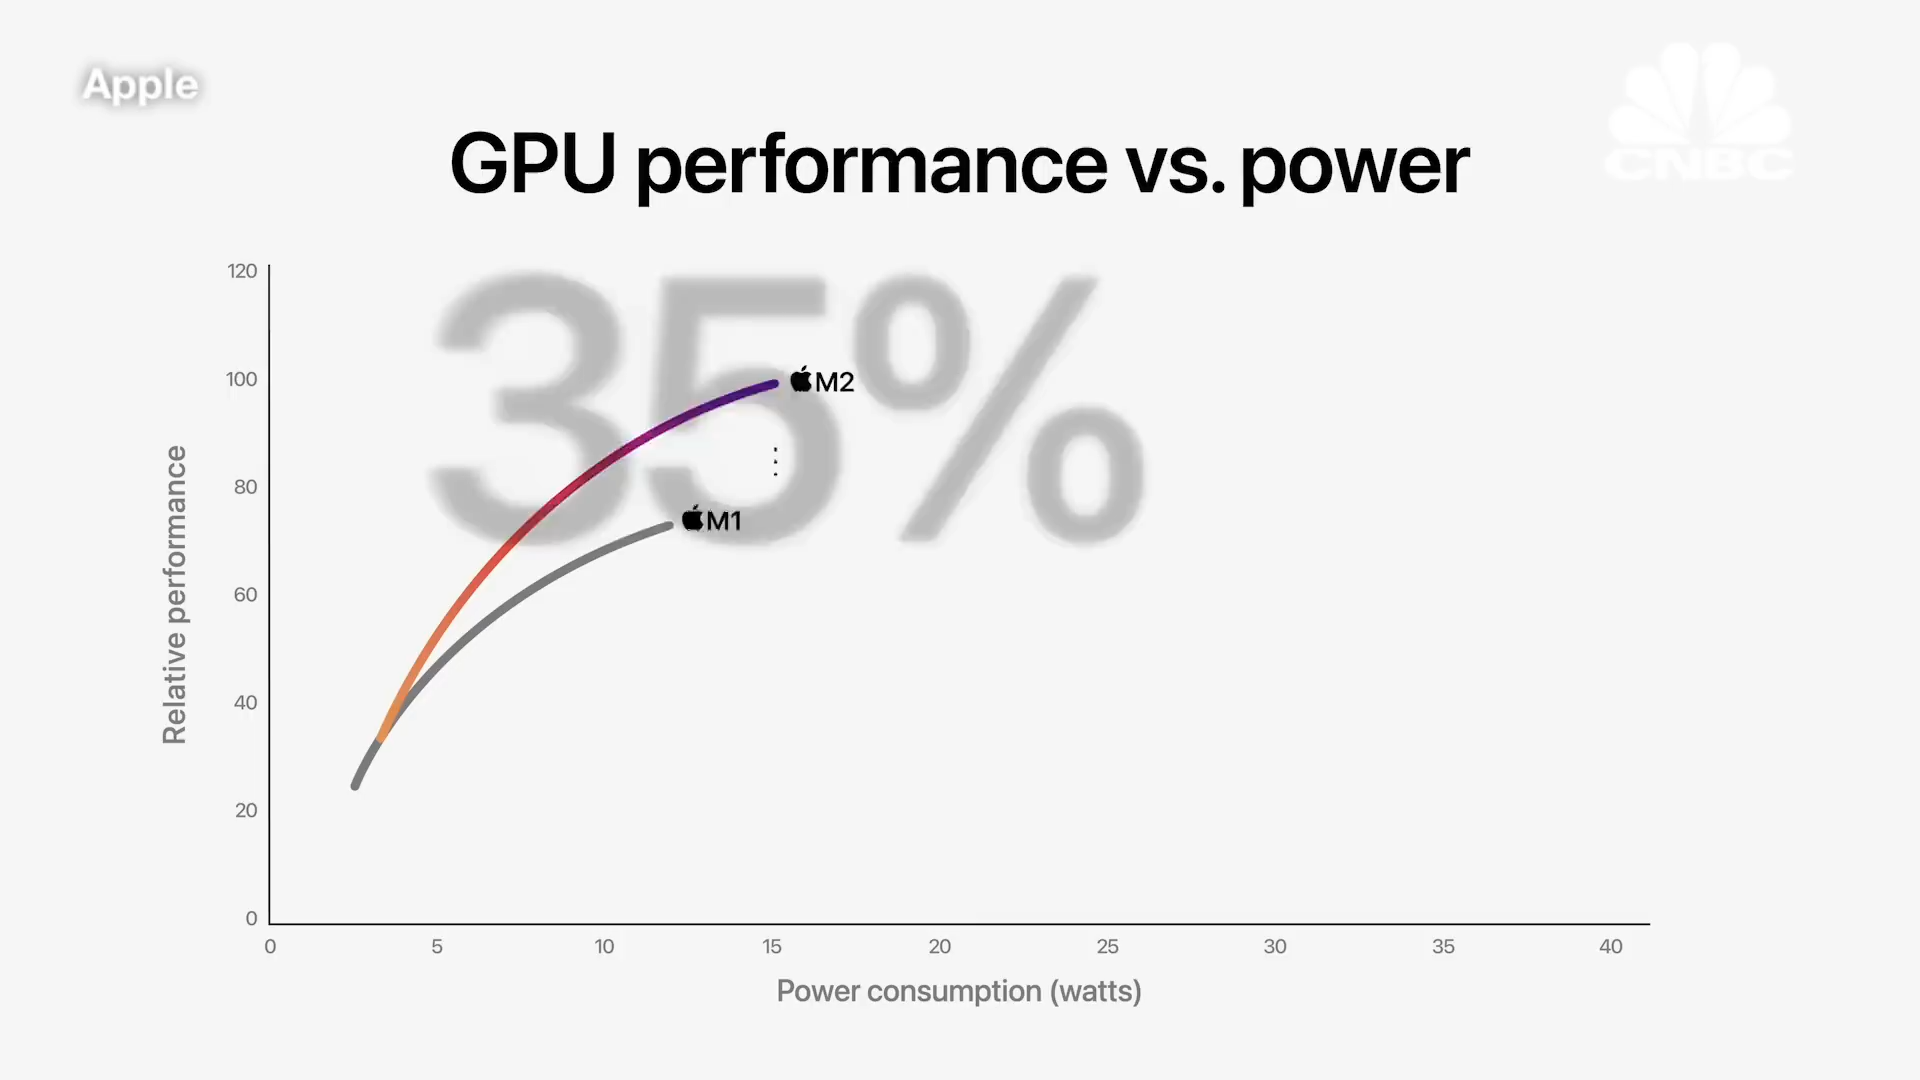 Apple
CNBC
GPU performance vs. power
35%
120
100
80
60
40
20
0
Relative performance
M2
M1
0 5 10 15 20 25 30 35 40
Power consumption (watts)